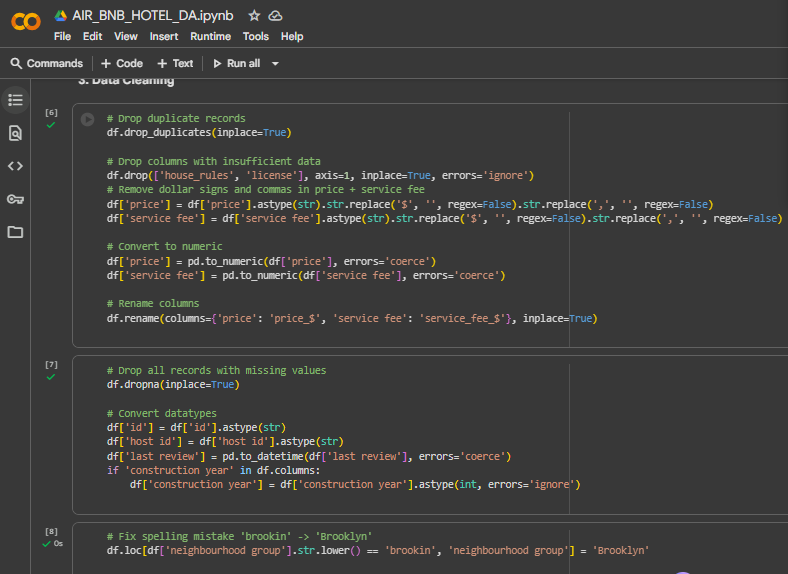 AIR_BNB_HOTEL_DA.ipynb
File Edit View Insert Runtime Tools Help
Commands + Code + Text Run all
3. Data Cleaning
[6]
# Drop duplicate records
df.drop_duplicates(inplace=True)
# Drop columns with insufficient data
df.drop(['house_rules', 'license'], axis=1, inplace=True, errors='ignore')
# Remove dollar signs and commas in price + service fee
df['price'] = df['price'].astype(str).str.replace('$', '', regex=False).str.replace(',', '', regex=False)
df['service fee'] = df['service fee'].astype(str).str.replace('$', '', regex=False).str.replace(',', '', regex=False)
# Convert to numeric
df['price'] = pd.to_numeric(df['price'], errors='coerce')
df['service fee'] = pd.to_numeric(df['service fee'], errors='coerce')
# Rename columns
df.rename(columns={'price': 'price_$', 'service fee': 'service_fee_$'}, inplace=True)
[7]
# Drop all records with missing values
df.dropna(inplace=True)
# Convert datatypes
df['id'] = df['id'].astype(str)
df['host id'] = df['host id'].astype(str)
df['last review'] = pd.to_datetime(df['last review'], errors='coerce')
if 'construction year' in df.columns:
    df['construction year'] = df['construction year'].astype(int, errors='ignore')
[8]
0s
# Fix spelling mistake 'brookin' -> 'Brooklyn'
df.loc[df['neighbourhood group'].str.lower() == 'brookin', 'neighbourhood group'] = 'Brooklyn'